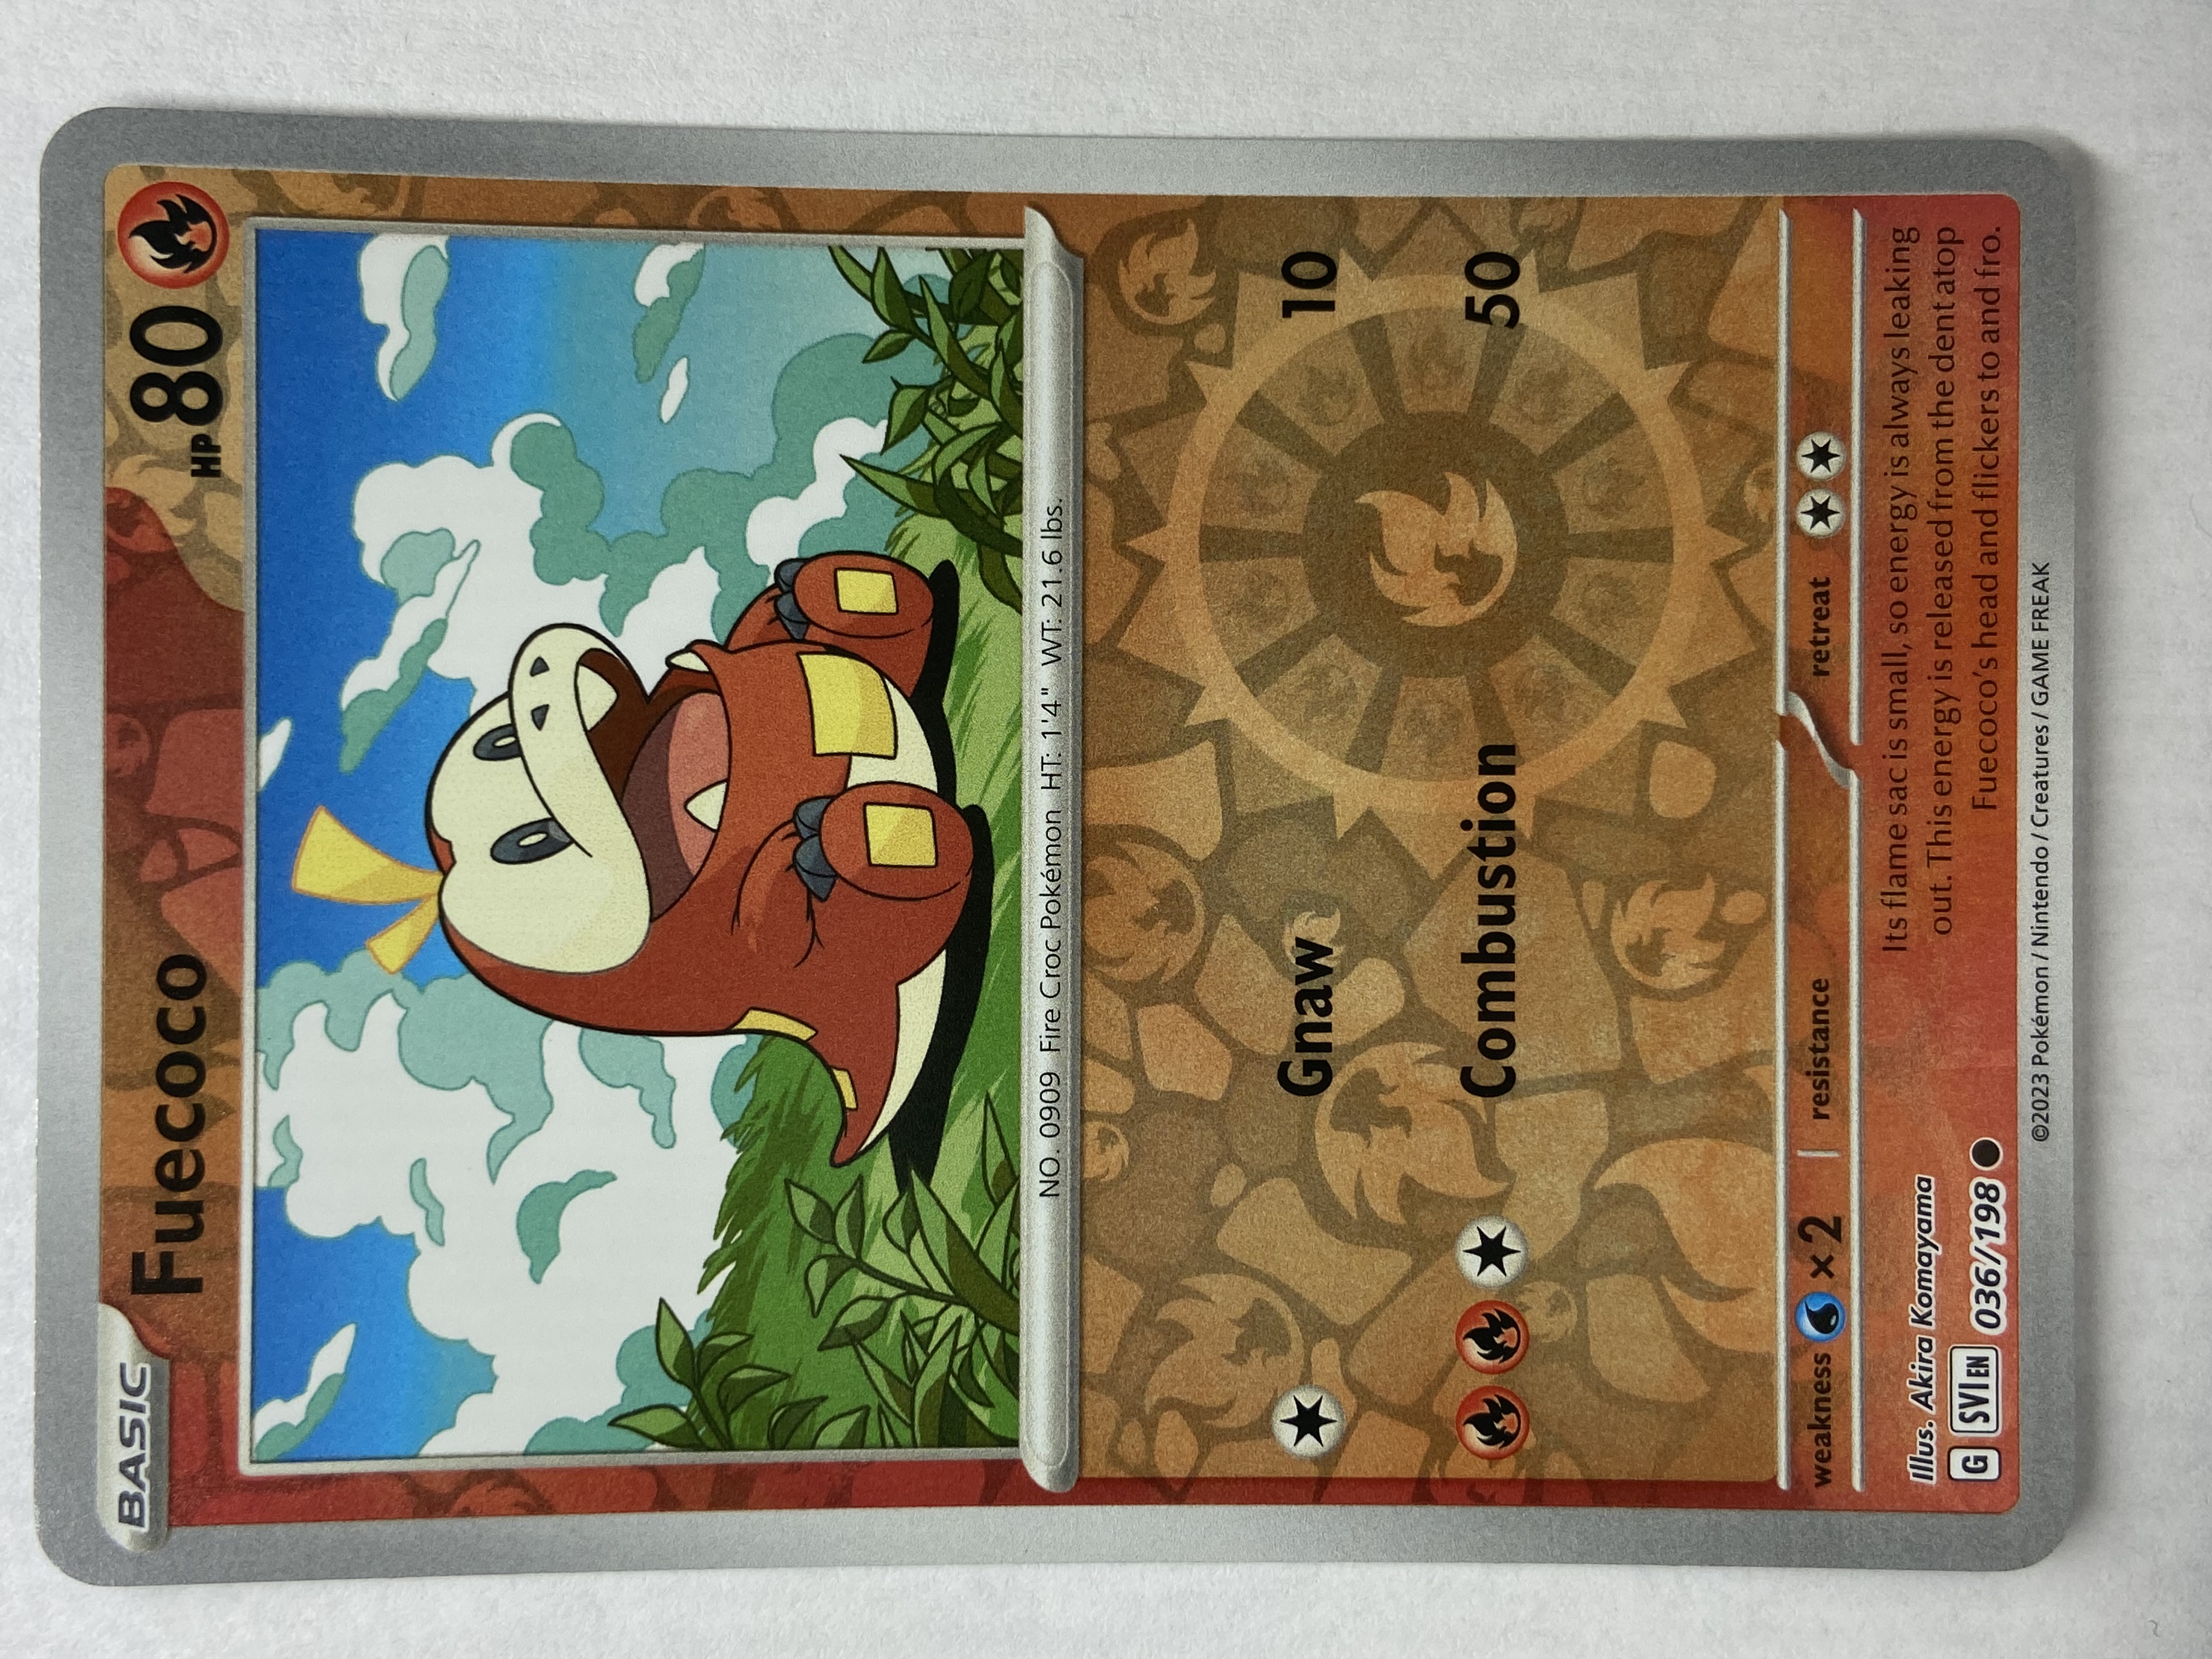 BASIC
Fuecoco
HP 80
NO. 0909 Fire Croc Pokémon HT: 1'4" WT: 21.6 lbs.
Gnaw 10
Combustion 50
weakness ×2 resistance retreat
Its flame sac is small, so energy is always leaking
out. This energy is released from the dent atop
Fuecoco's head and flickers to and fro.
Illus. Akira Komayama
G SVI EN 036/198
©2023 Pokémon / Nintendo / Creatures / GAME FREAK